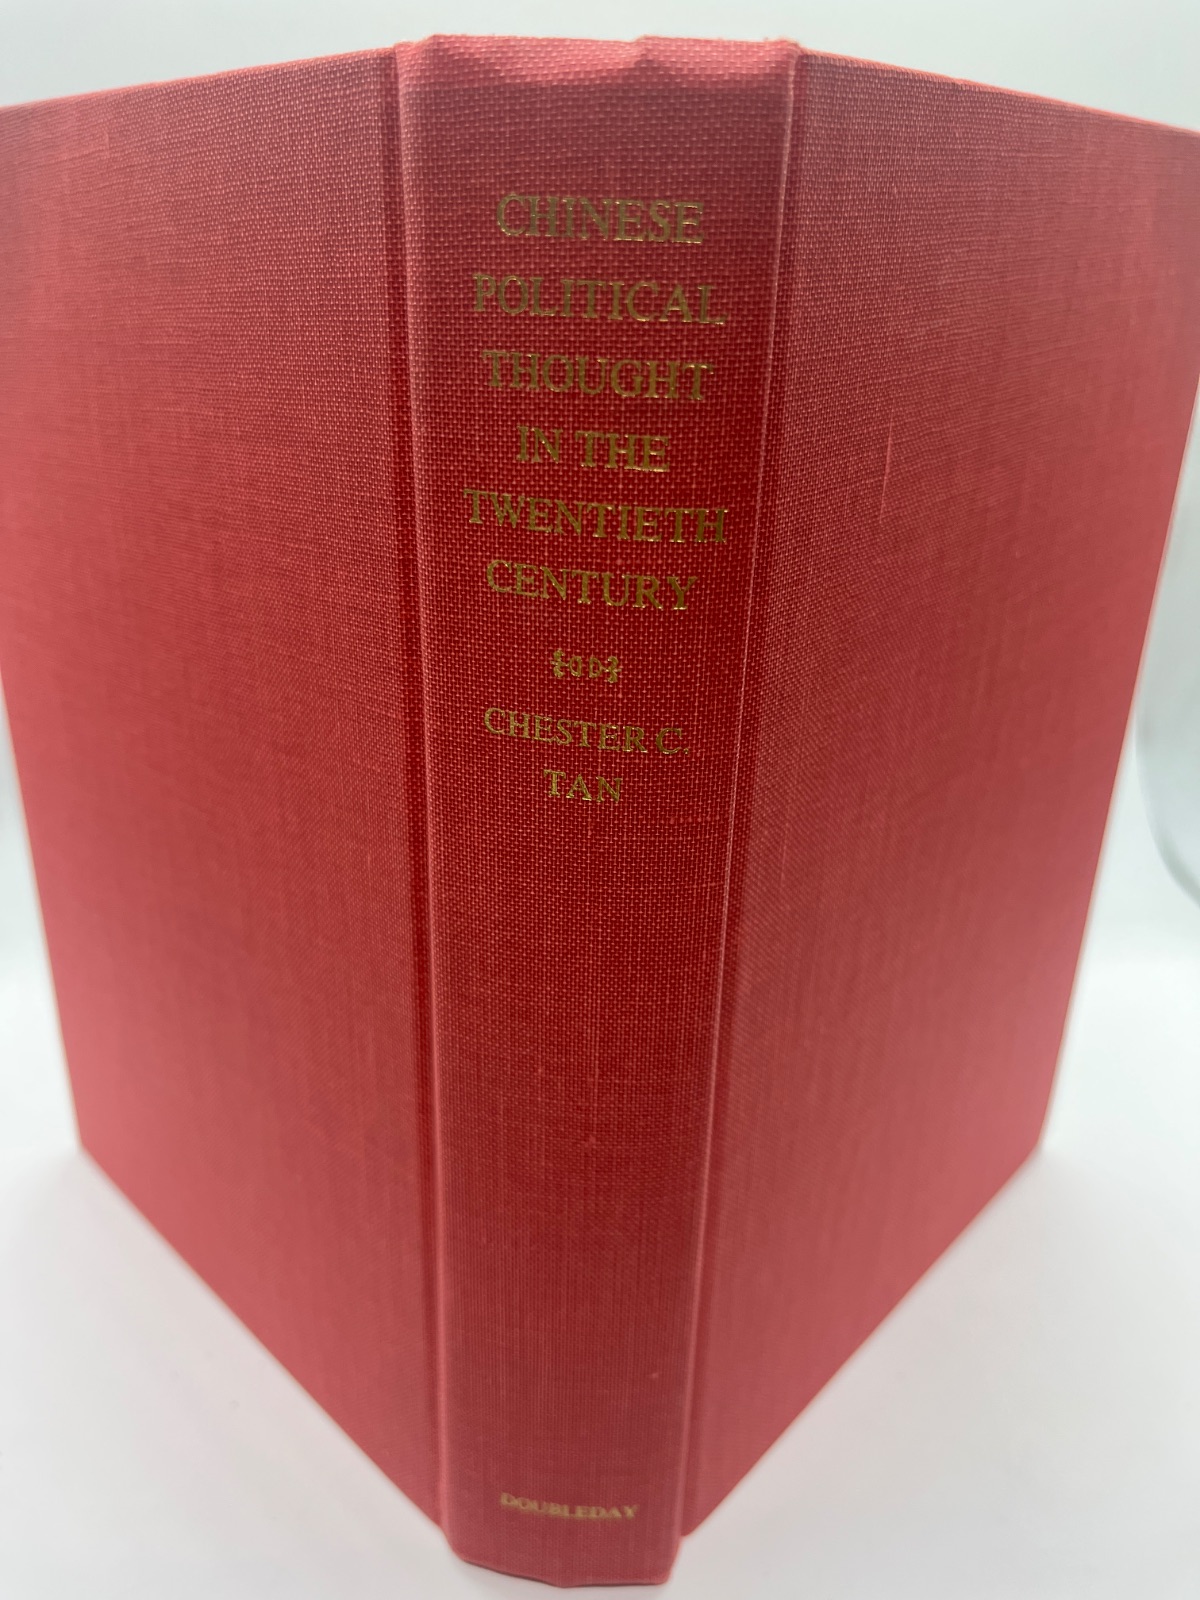 CHINESE
POLITICAL
THOUGHT
IN THE
TWENTIETH
CENTURY
CHESTER C.
TAN
DOUBLEDAY